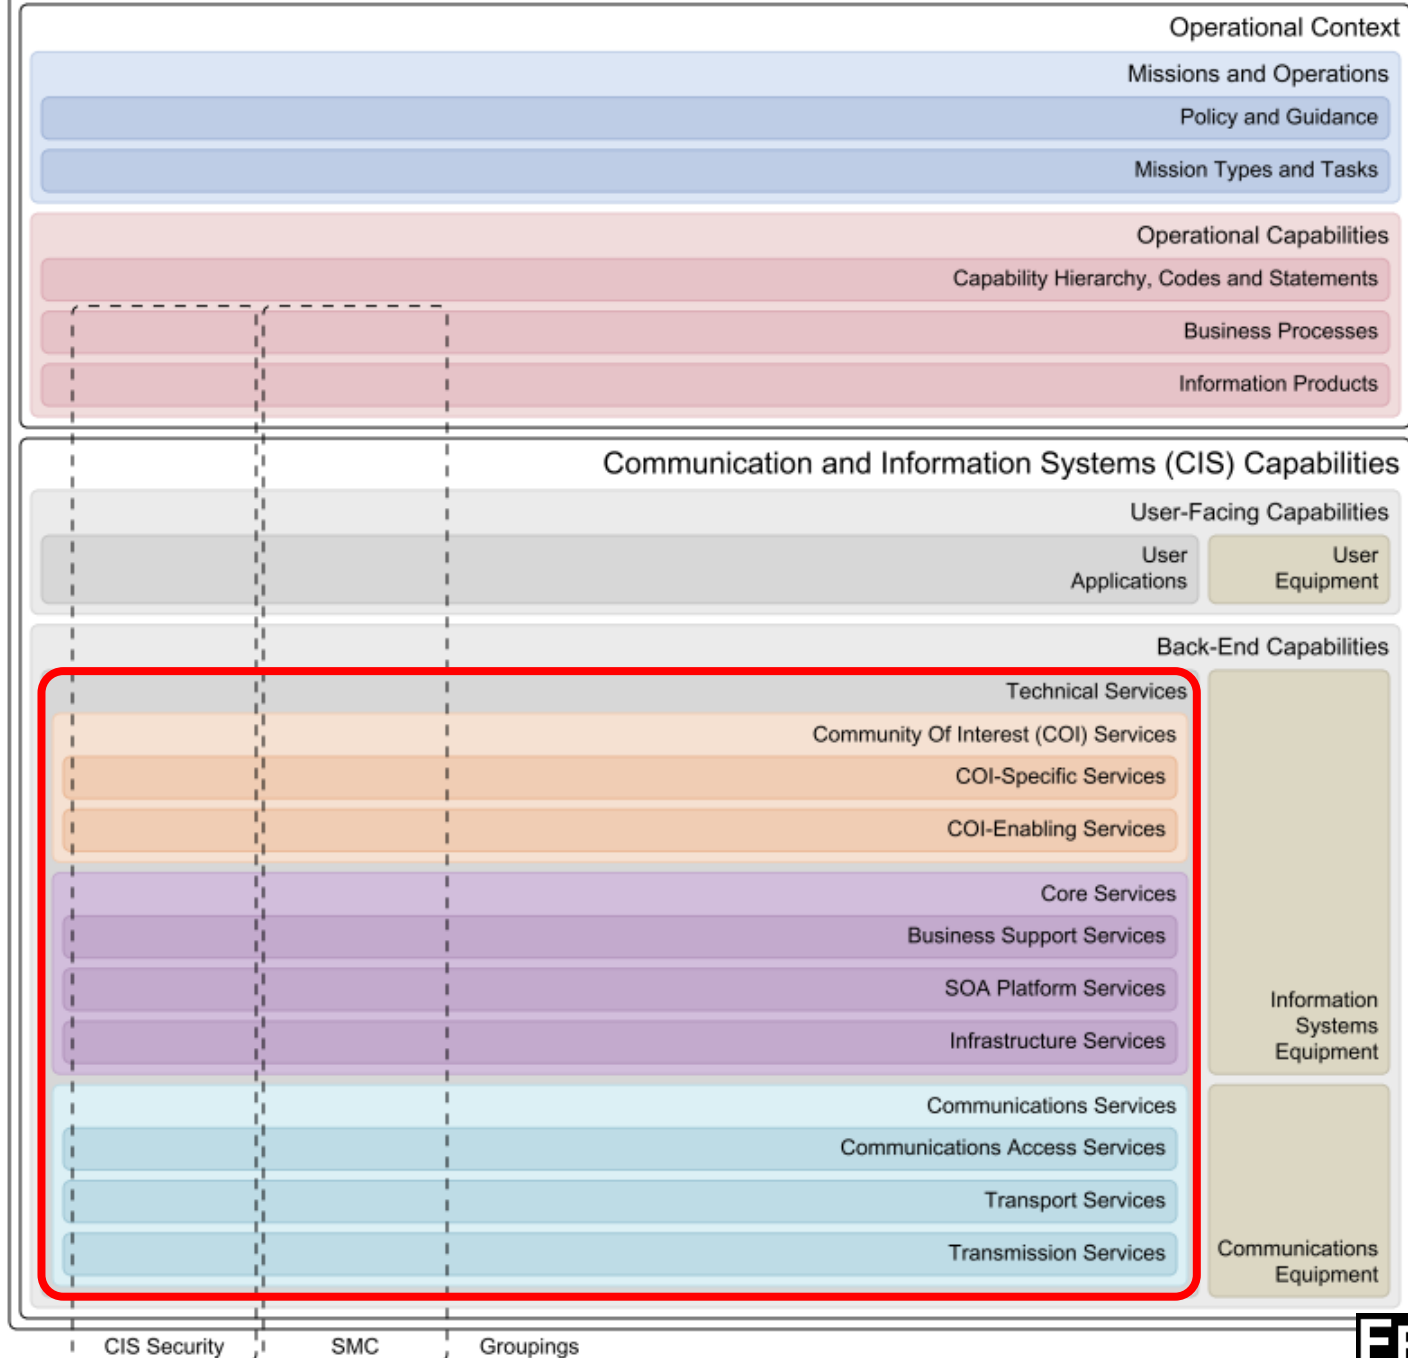 Operational Context
Missions and Operations
Policy and Guidance
Mission Types and Tasks
Operational Capabilities
Capability Hierarchy, Codes and Statements
Business Processes
Information Products
Communication and Information Systems (CIS) Capabilities
User-Facing Capabilities
User
Applications
User
Equipment
Back-End Capabilities
Technical Services
Community Of Interest (COI) Services
COI-Specific Services
COI-Enabling Services
Core Services
Business Support Services
SOA Platform Services
Infrastructure Services
Information
Systems
Equipment
Communications Services
Communications Access Services
Transport Services
Transmission Services
Communications
Equipment
CIS Security
SMC
Groupings